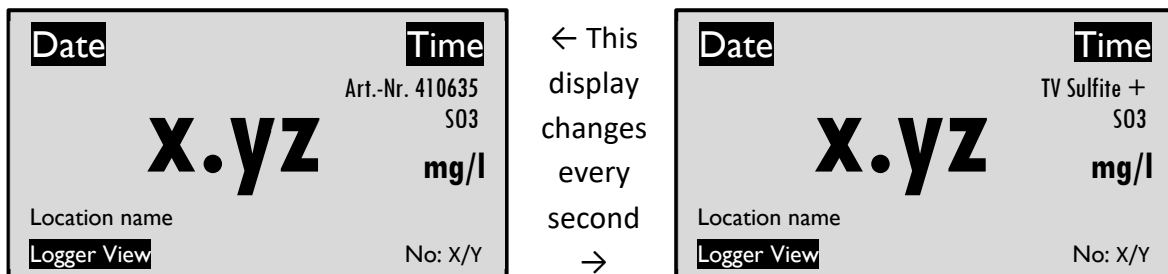 Date Time
Art.-Nr. 410635
SO3
x.yz
mg/l
Location name
Logger View No: X/Y
← This
display
changes
every
second
→
Date Time
TV Sulfite +
SO3
x.yz
mg/l
Location name
Logger View No: X/Y